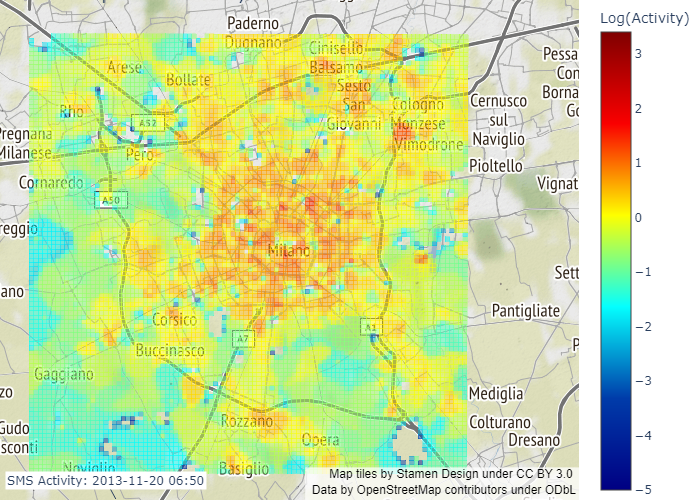 Log(Activity)
Paderno
Dugnano
Cinisello
Balsamo
Arese
Bollate
Sesto
San
Giovanni
Rho
A52
Cologno
Monzese
Vimodrone
Pero
Cernusco
sul
Naviglio
Pioltello
Pregnana
Milanese
Cornaredo
A50
Milano
Vignat
reggio
ano
Sett
Pantigliate
Corsico
A7
A1
Buccinasco
Gaggiano
Mediglia
Colturano
Dresano
Rozzano
Opera
zo
Gudo
sconti
Noviglio
Basiglio
Pessa
Con
Borna
Go
P
3
2
1
0
−1
−2
−3
−4
−5
SMS Activity: 2013-11-20 06:50
Map tiles by Stamen Design under CC BY 3.0
Data by OpenStreetMap contributors under ODbL